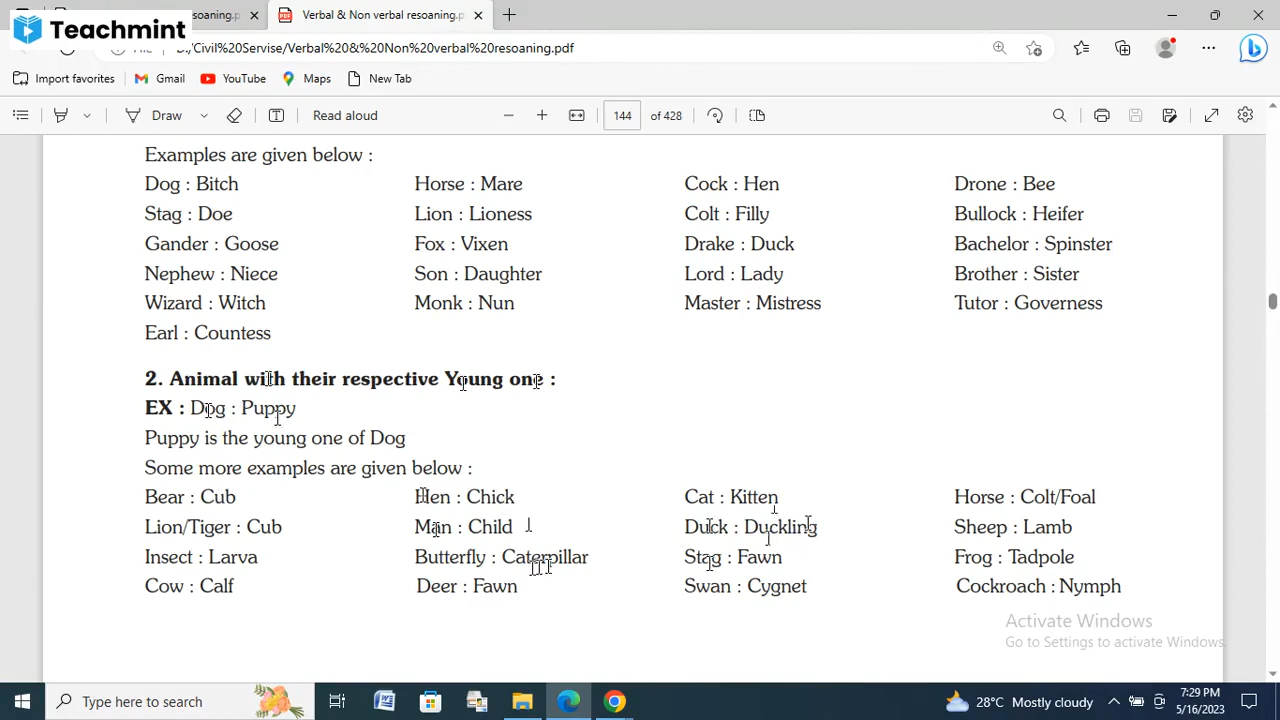 Teachmint
resoaning.p
Verbal & Non verbal resoaning.p
D:/Civil%20Servise/Verbal%20&%20Non%20verbal%20resoaning.pdf
Import favorites
Gmail
YouTube
Maps
New Tab
Draw
Read aloud
144
of 428
Examples are given below :
Dog : Bitch Horse : Mare Cock : Hen Drone : Bee
Stag : Doe Lion : Lioness Colt : Filly Bullock : Heifer
Gander : Goose Fox : Vixen Drake : Duck Bachelor : Spinster
Nephew : Niece Son : Daughter Lord : Lady Brother : Sister
Wizard : Witch Monk : Nun Master : Mistress Tutor : Governess
Earl : Countess
2. Animal with their respective Young one :
EX : Dog : Puppy
Puppy is the young one of Dog
Some more examples are given below :
Bear : Cub Hen : Chick Cat : Kitten Horse : Colt/Foal
Lion/Tiger : Cub Man : Child Duck : Duckling Sheep : Lamb
Insect : Larva Butterfly : Caterpillar Stag : Fawn Frog : Tadpole
Cow : Calf Deer : Fawn Swan : Cygnet Cockroach : Nymph
Activate Windows
Go to Settings to activate Windows.
Type here to search
28°C Mostly cloudy
7:29 PM
5/16/2023